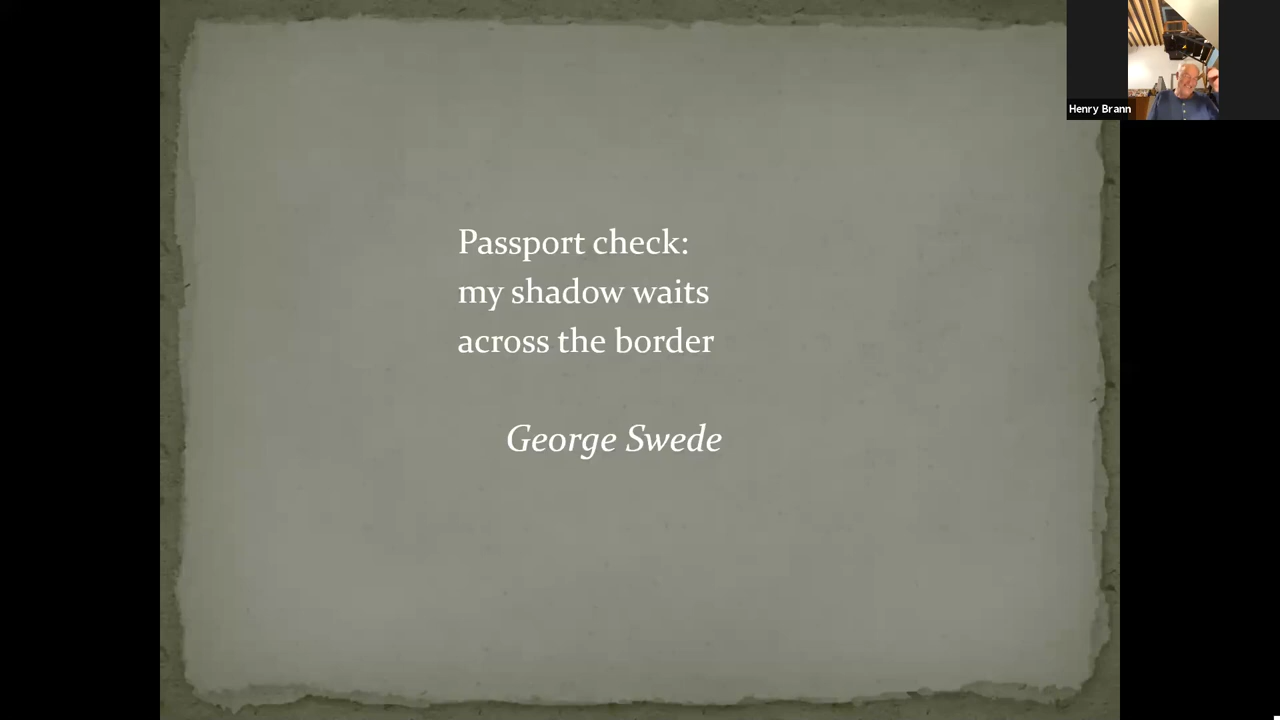 Passport check:
my shadow waits
across the border
George Swede
Henry Brann